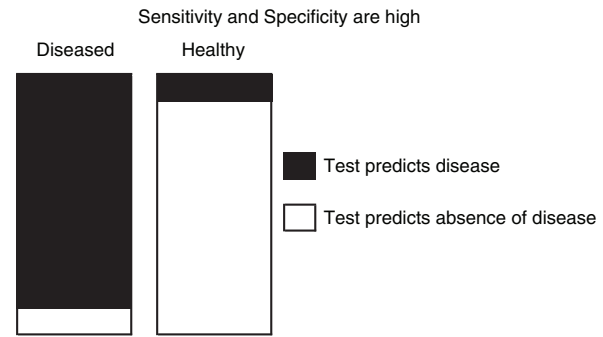 Sensitivity and Specificity are high
Diseased Healthy
Test predicts disease
Test predicts absence of disease